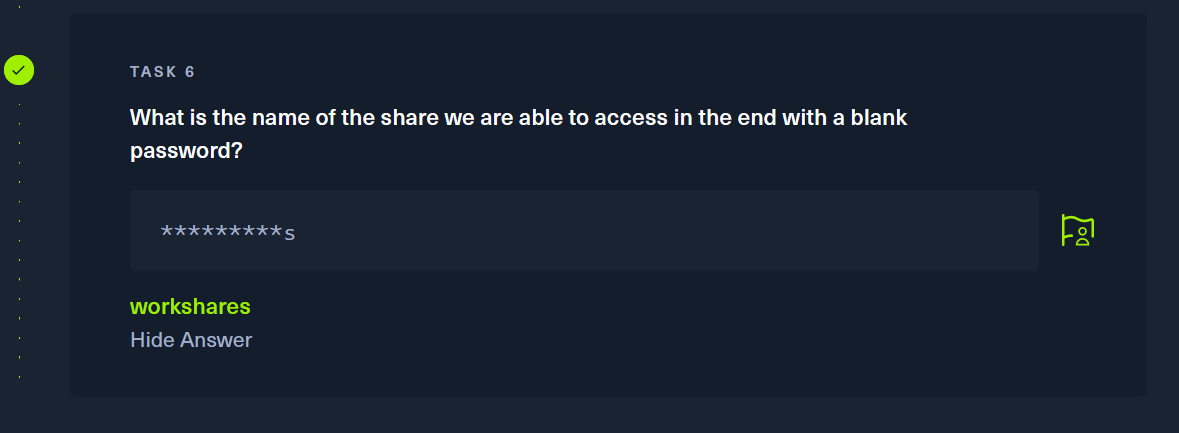 TASK 6
What is the name of the share we are able to access in the end with a blank
password?
*********s
workshares
Hide Answer